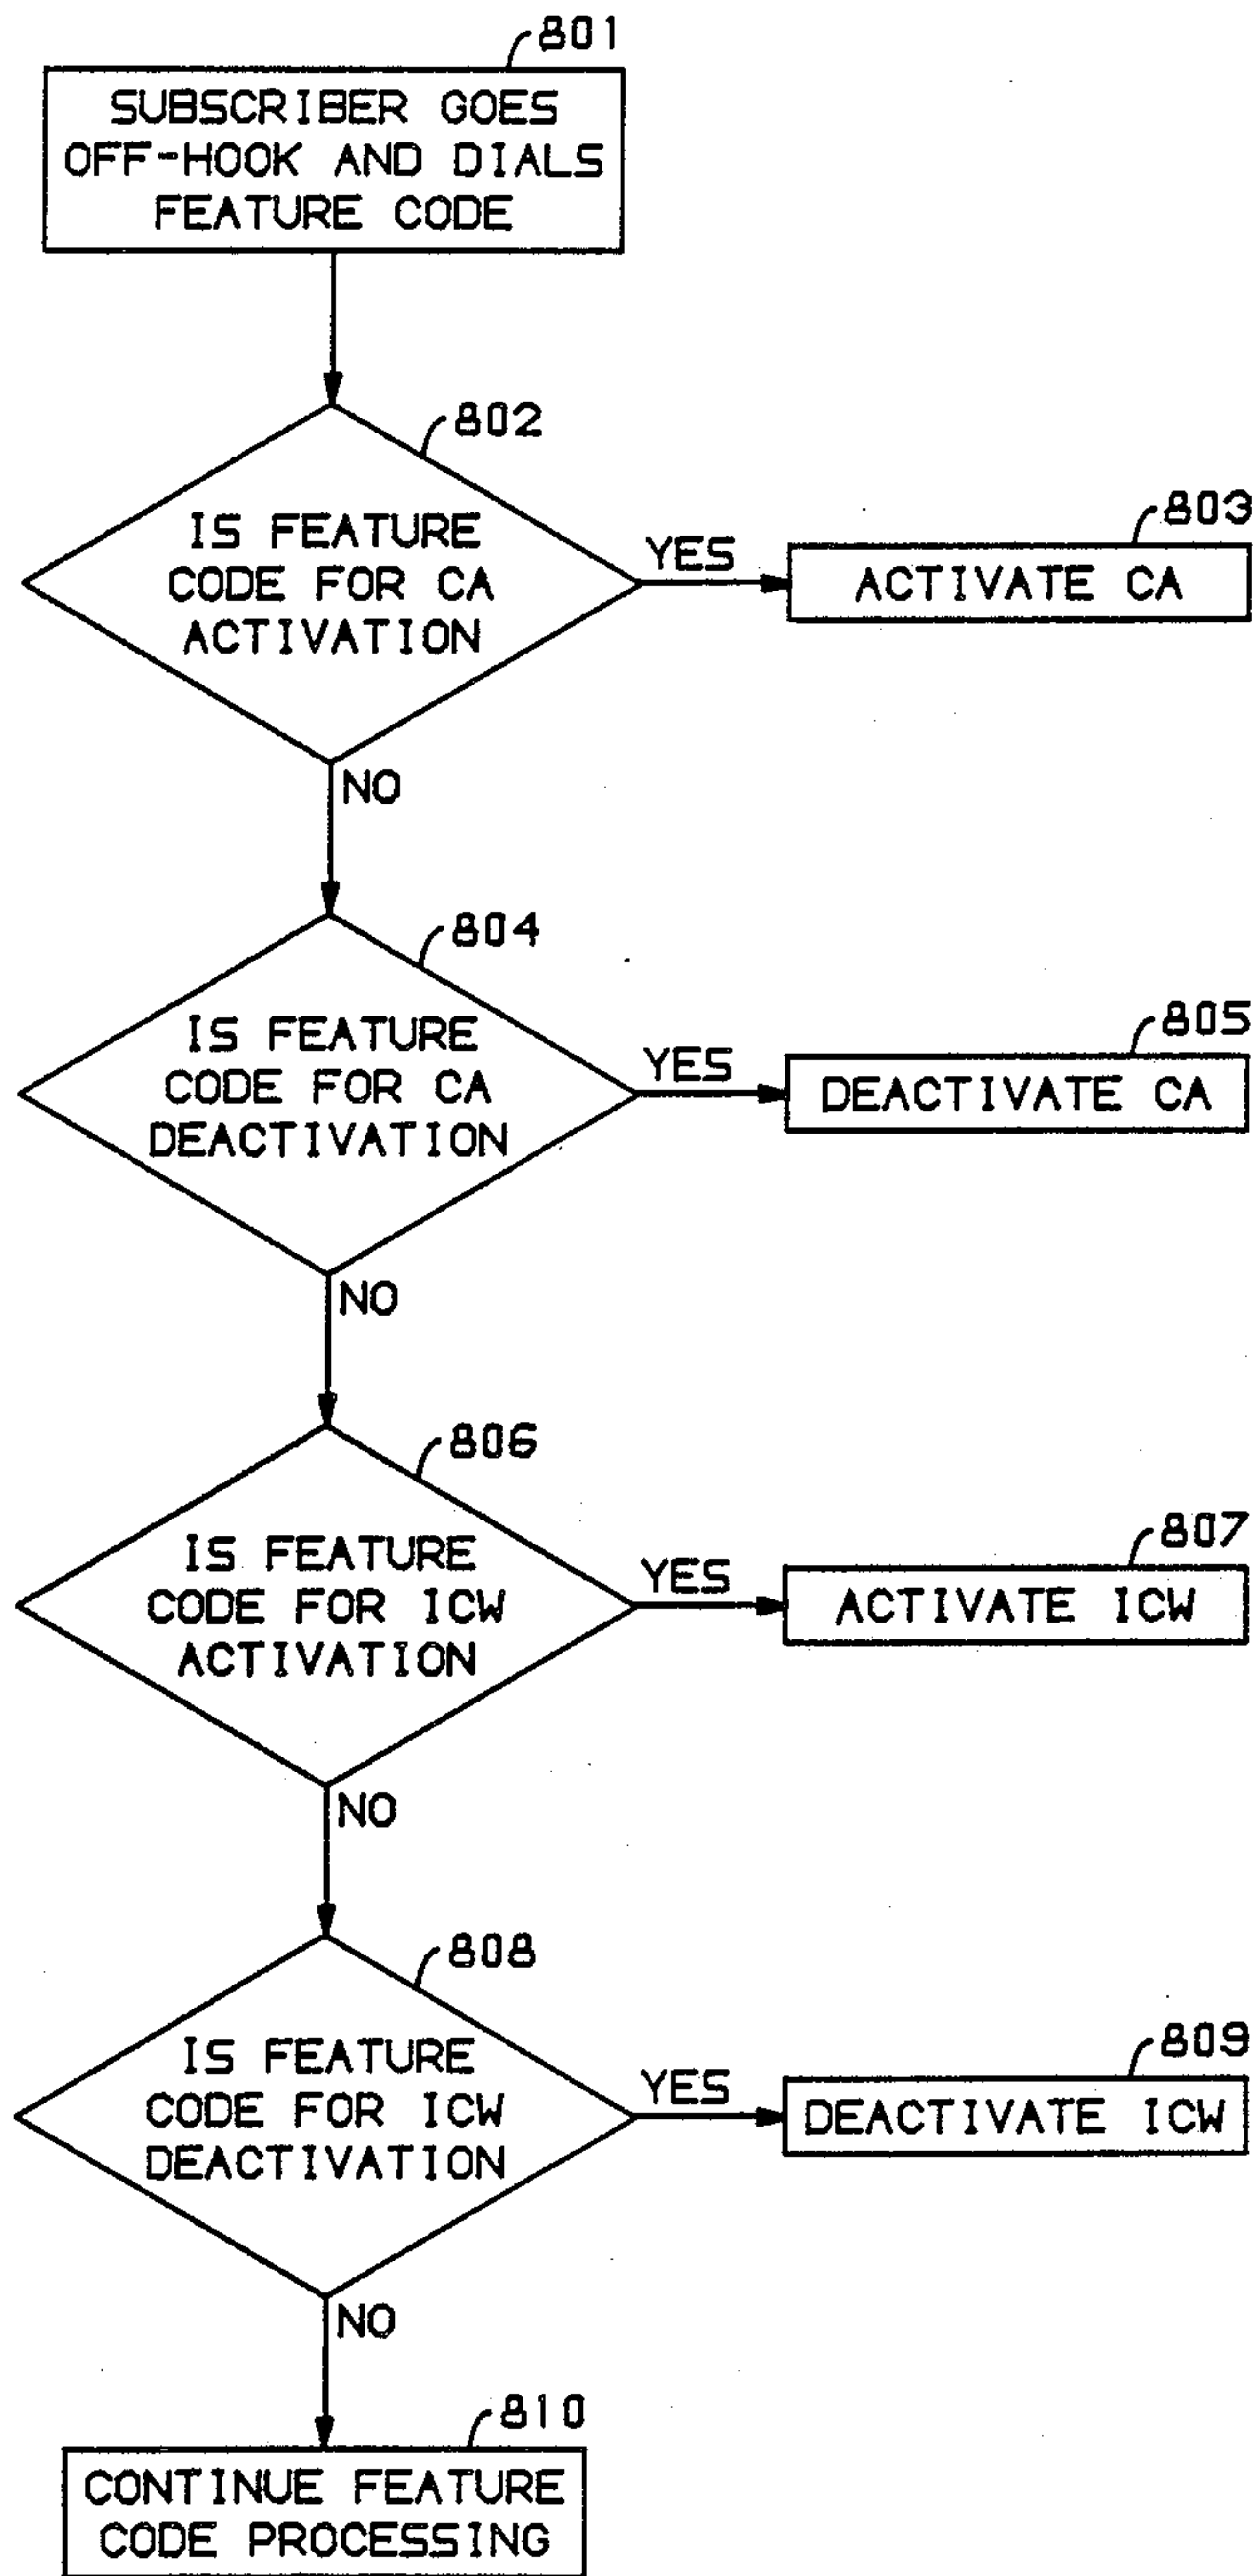 801
SUBSCRIBER GOES
OFF-HOOK AND DIALS
FEATURE CODE
802
IS FEATURE
CODE FOR CA
ACTIVATION
YES
803
ACTIVATE CA
NO
804
IS FEATURE
CODE FOR CA
DEACTIVATION
YES
805
DEACTIVATE CA
NO
806
IS FEATURE
CODE FOR ICW
ACTIVATION
YES
807
ACTIVATE ICW
NO
808
IS FEATURE
CODE FOR ICW
DEACTIVATION
YES
809
DEACTIVATE ICW
NO
810
CONTINUE FEATURE
CODE PROCESSING